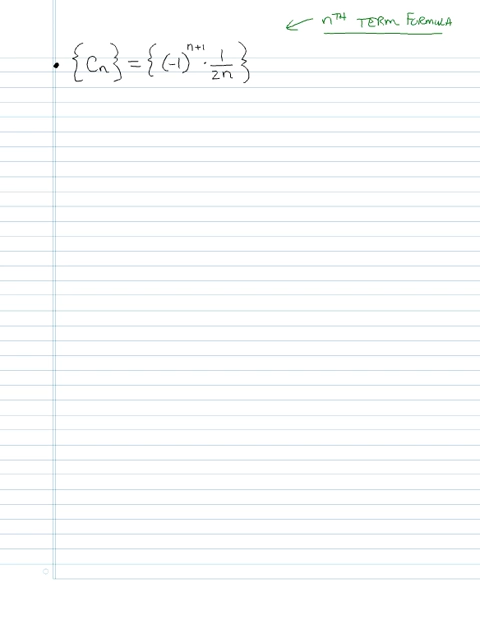 nTH TERM FORMULA
• {Cn} = {(-1)^(n+1) · 1/2n}